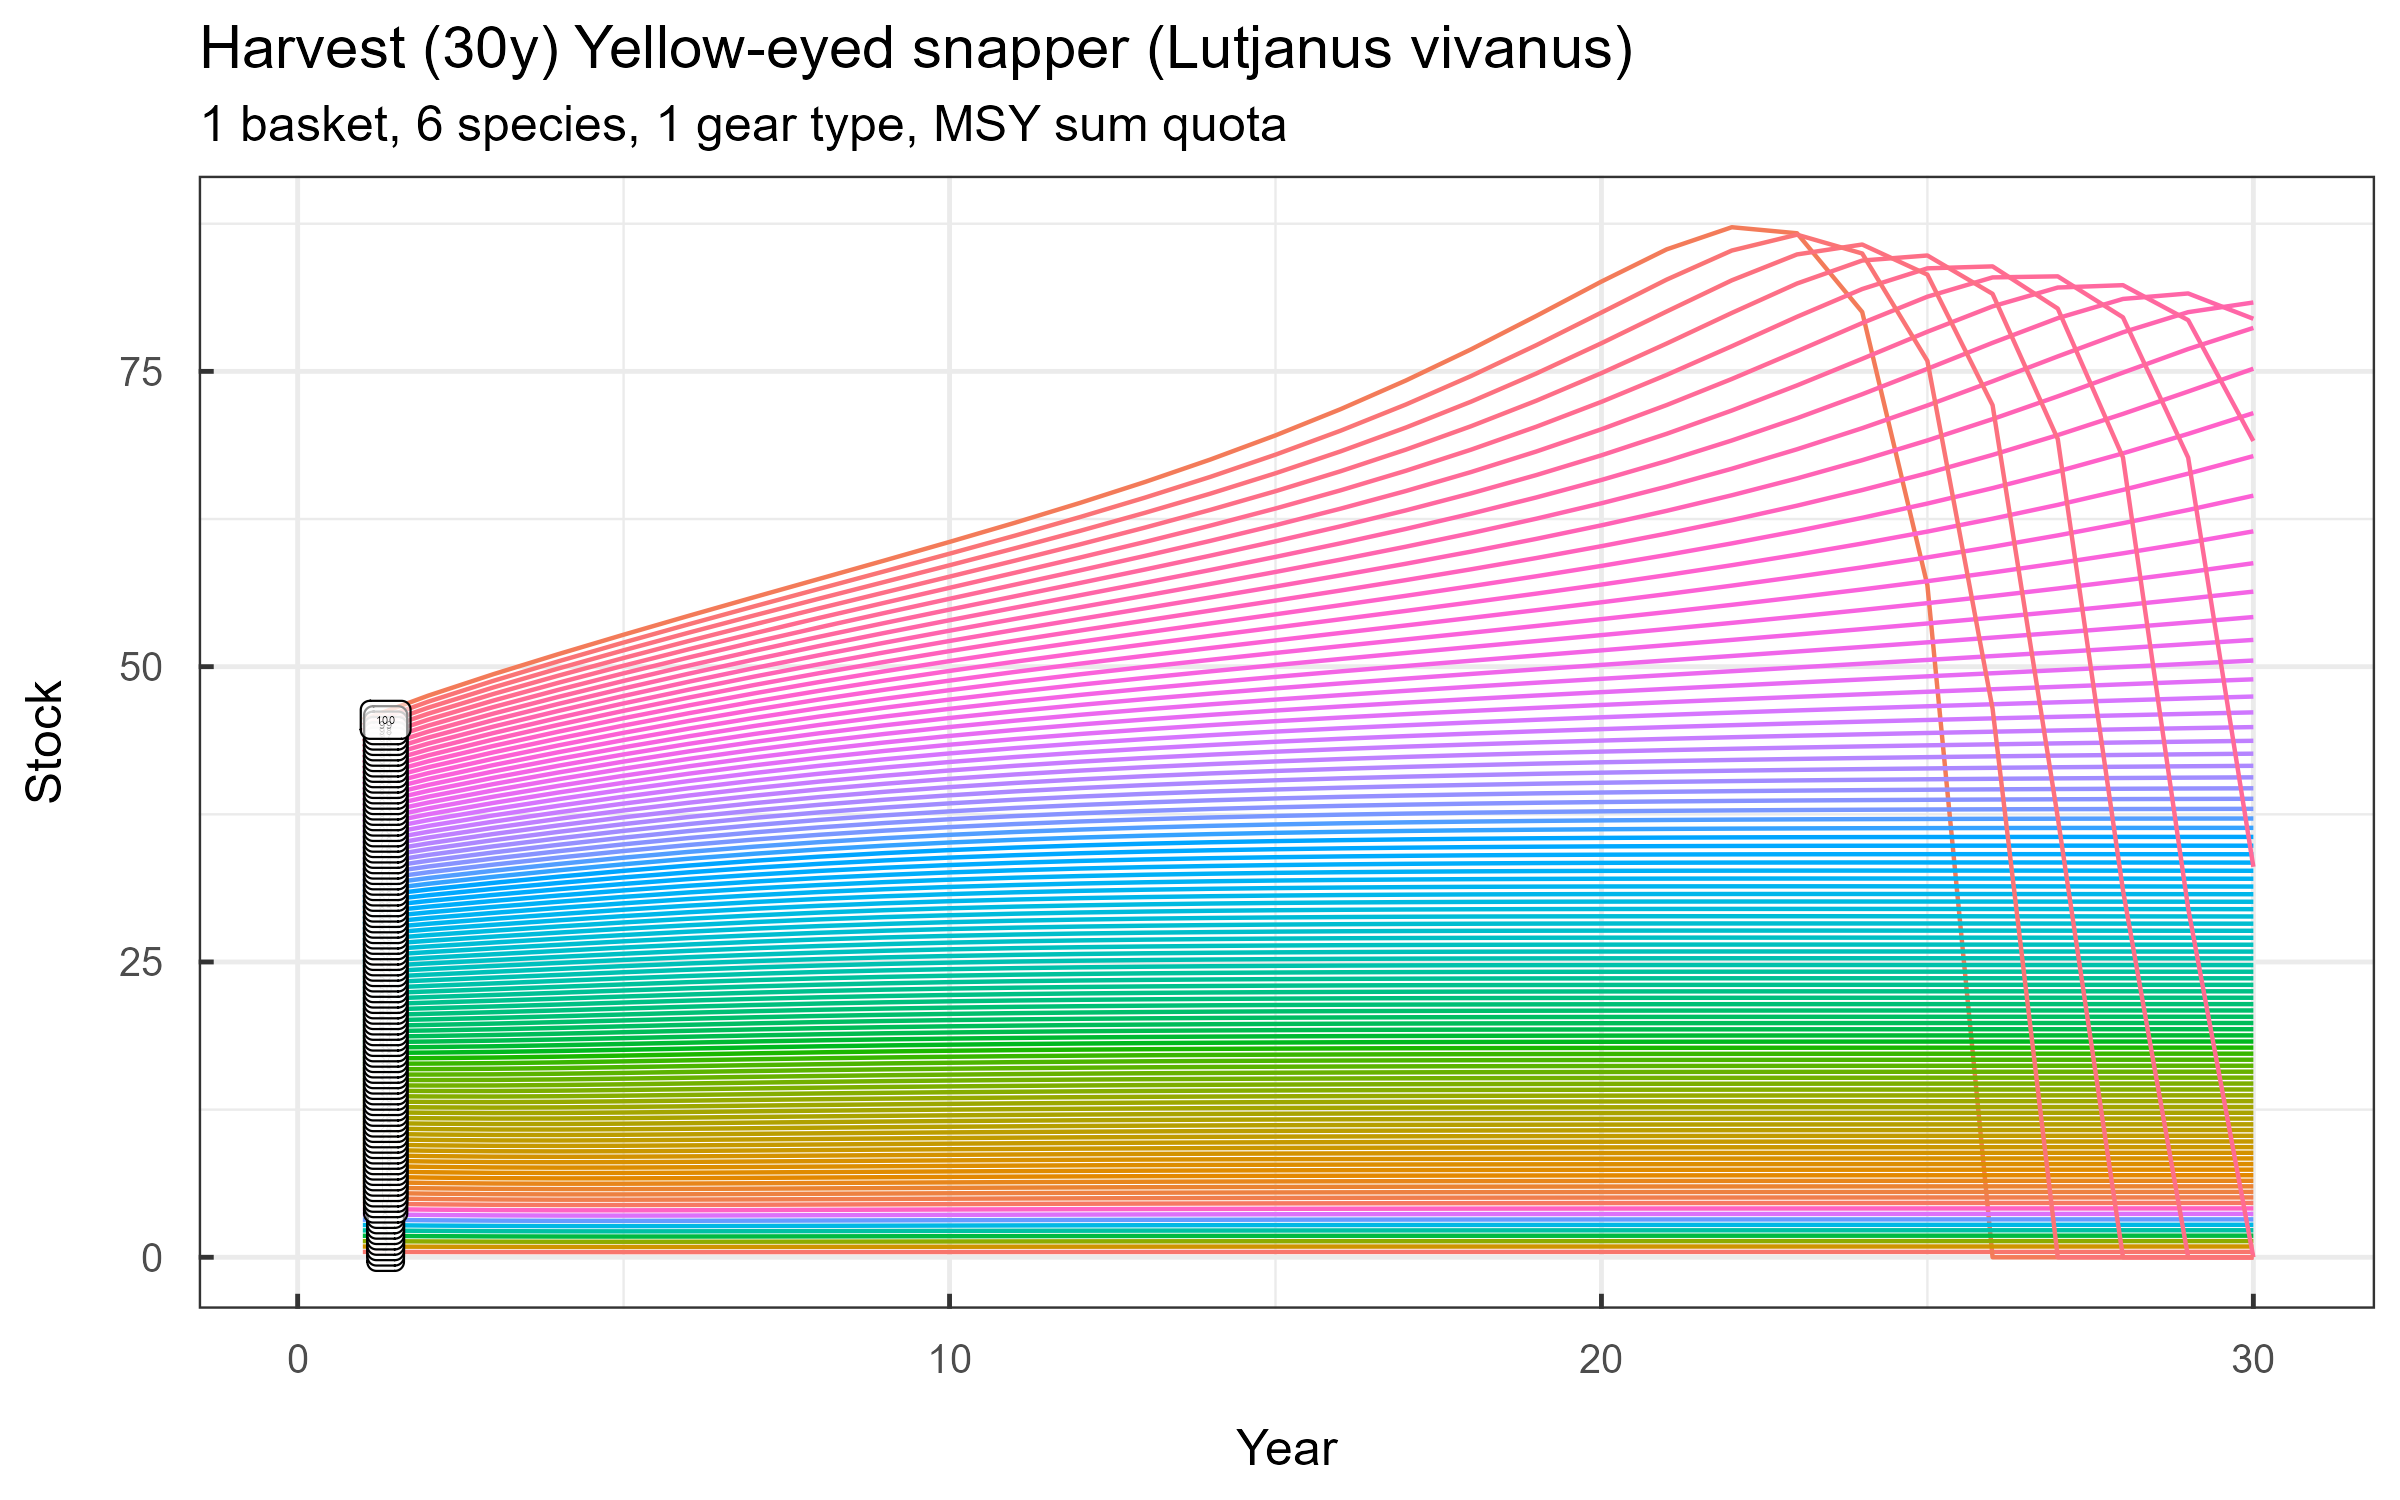 Harvest (30y) Yellow-eyed snapper (Lutjanus vivanus)
1 basket, 6 species, 1 gear type, MSY sum quota
75
50
25
0
Stock
100
0
10
20
30
Year